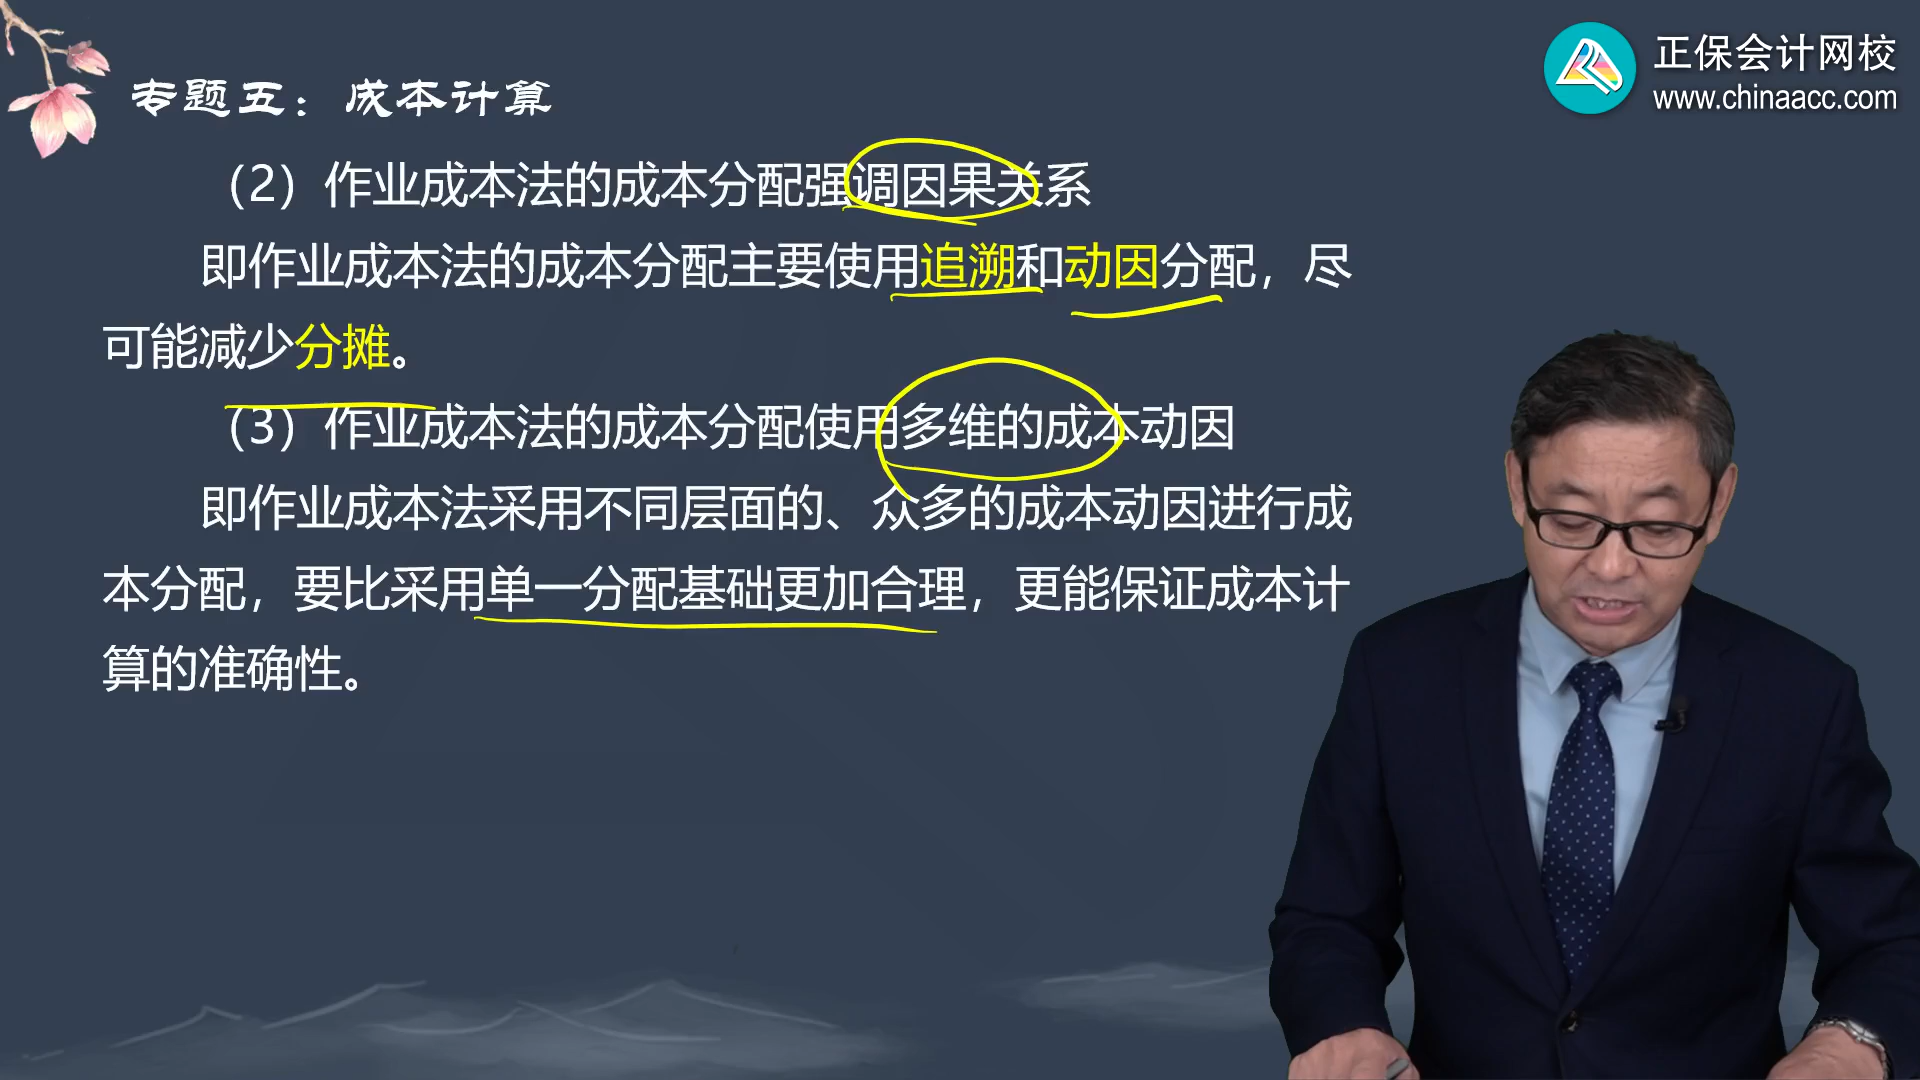 正保会计网校
www.chinaacc.com
专题五：成本计算
（2）作业成本法的成本分配强调因果关系
即作业成本法的成本分配主要使用追溯和动因分配，尽
可能减少分摊。
（3）作业成本法的成本分配使用多维的成本动因
即作业成本法采用不同层面的、众多的成本动因进行成
本分配，要比采用单一分配基础更加合理，更能保证成本计
算的准确性。